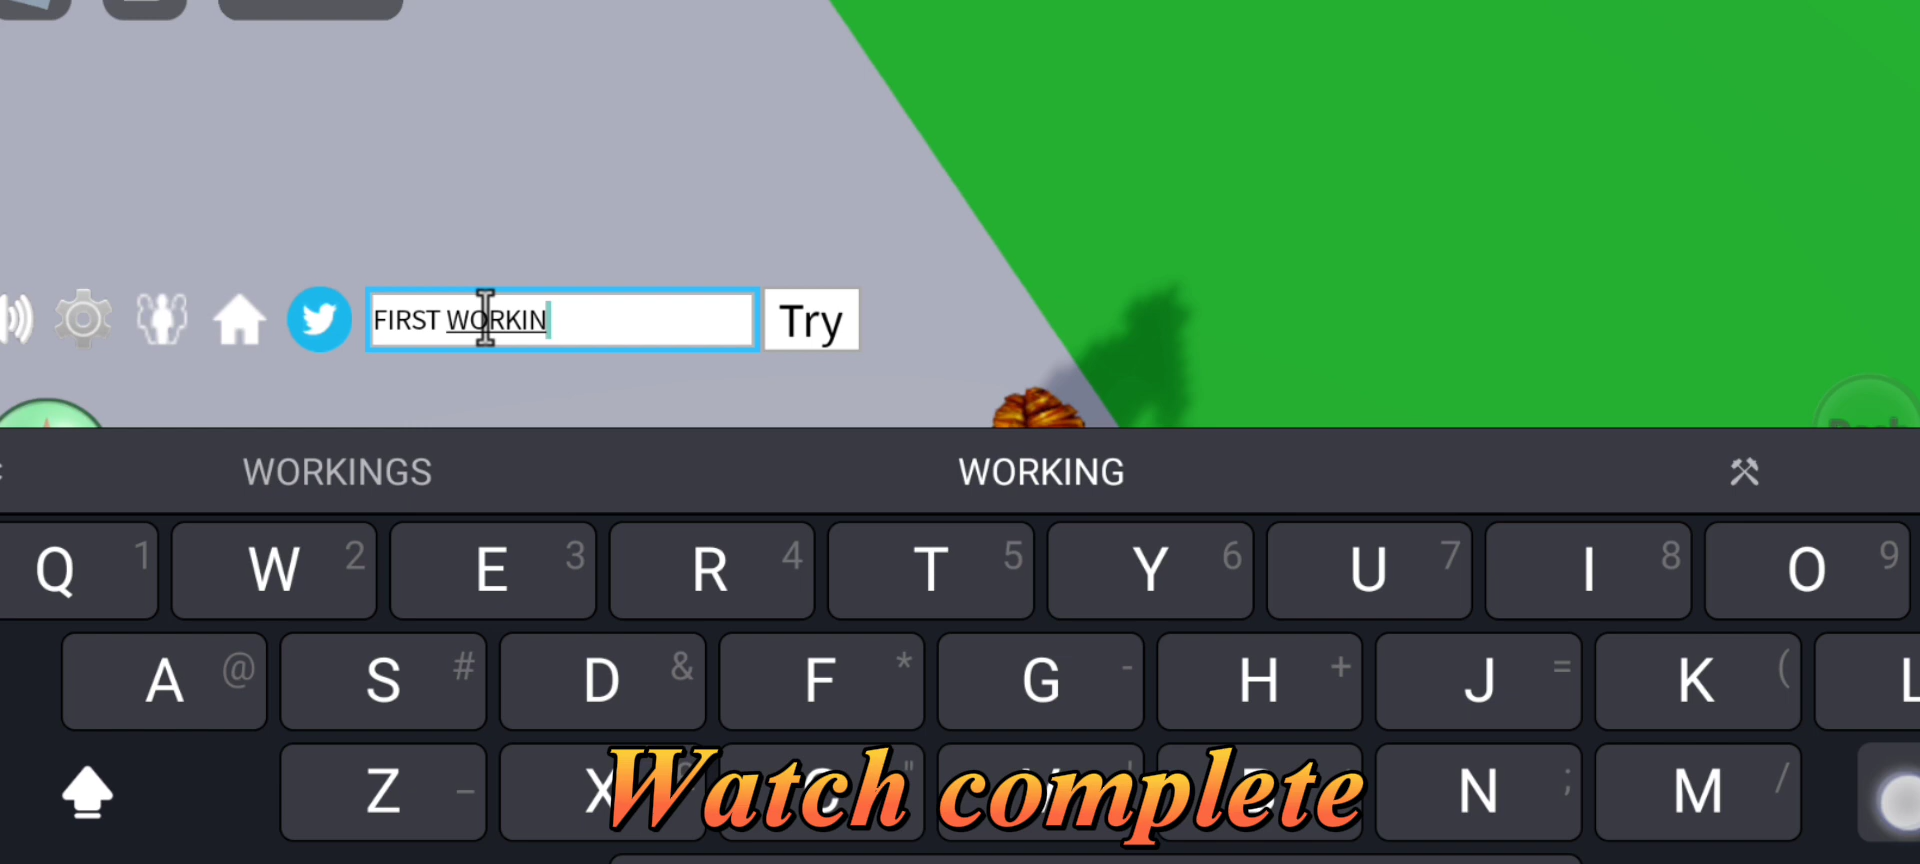 FIRST WORKIN
Try
WORKINGS WORKING
Q 1 W 2 E 3 R 4 T 5 Y 6 U 7 I 8 O 9
A @ S # D & F * G - H + J = K ( L
Z _ X N ; M /
Watch complete